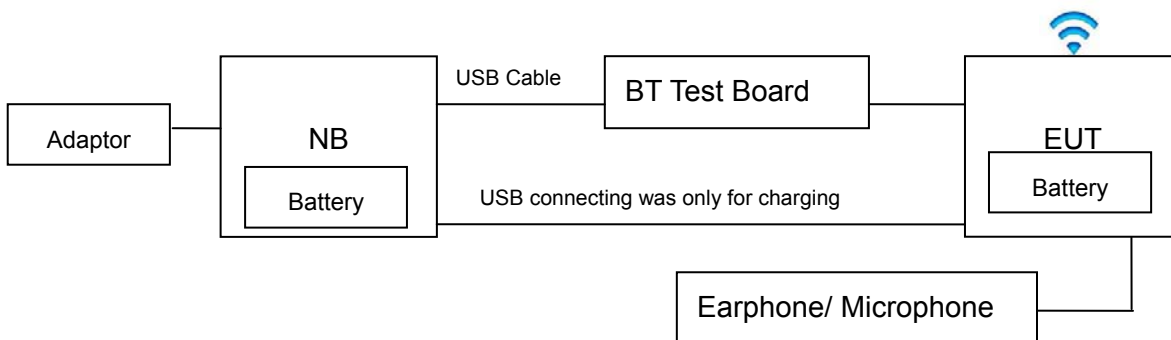 USB Cable
BT Test Board
Adaptor
NB
EUT
Battery
USB connecting was only for charging
Battery
Earphone/ Microphone